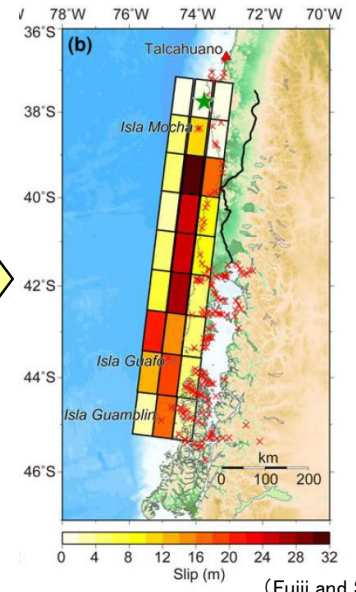 78°W 76°W 74°W 72°W 70°W
36°S
(b)
Talcahuano
38°S
Isla Mocha
40°S
42°S
Isla Guafo
44°S
Isla Guamblin
km
0 100 200
46°S
0 4 8 12 16 20 24 28 32
Slip (m)
(Fujii and